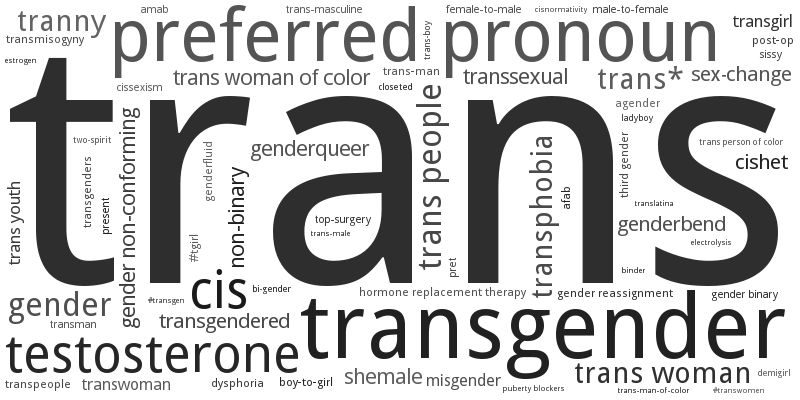 tranny
amab
trans-masculine
female-to-male
cisnormativity
male-to-female
transgirl
transmisogyny
preferred pronoun
trans-boy
post-op
sissy
estrogen
cissexism
trans woman of color
trans-man
closeted
transsexual
trans*
sex-change
trans
agender
ladyboy
two-spirit
genderfluid
genderqueer
trans people
third gender
trans person of color
cishet
transgenders
present
gender non-conforming
non-binary
transphobia
afab
trans youth
#tgirl
top-surgery
trans-male
translatina
genderbend
electrolysis
pret
binder
cis
bi-gender
hormone replacement therapy
gender reassignment
gender binary
gender
#transgen
transman
transgendered
transgender
testosterone
trans woman
demigirl
transpeople
transwoman
dysphoria
boy-to-girl
shemale
misgender
puberty blockers
trans-man-of-color
#transwomen